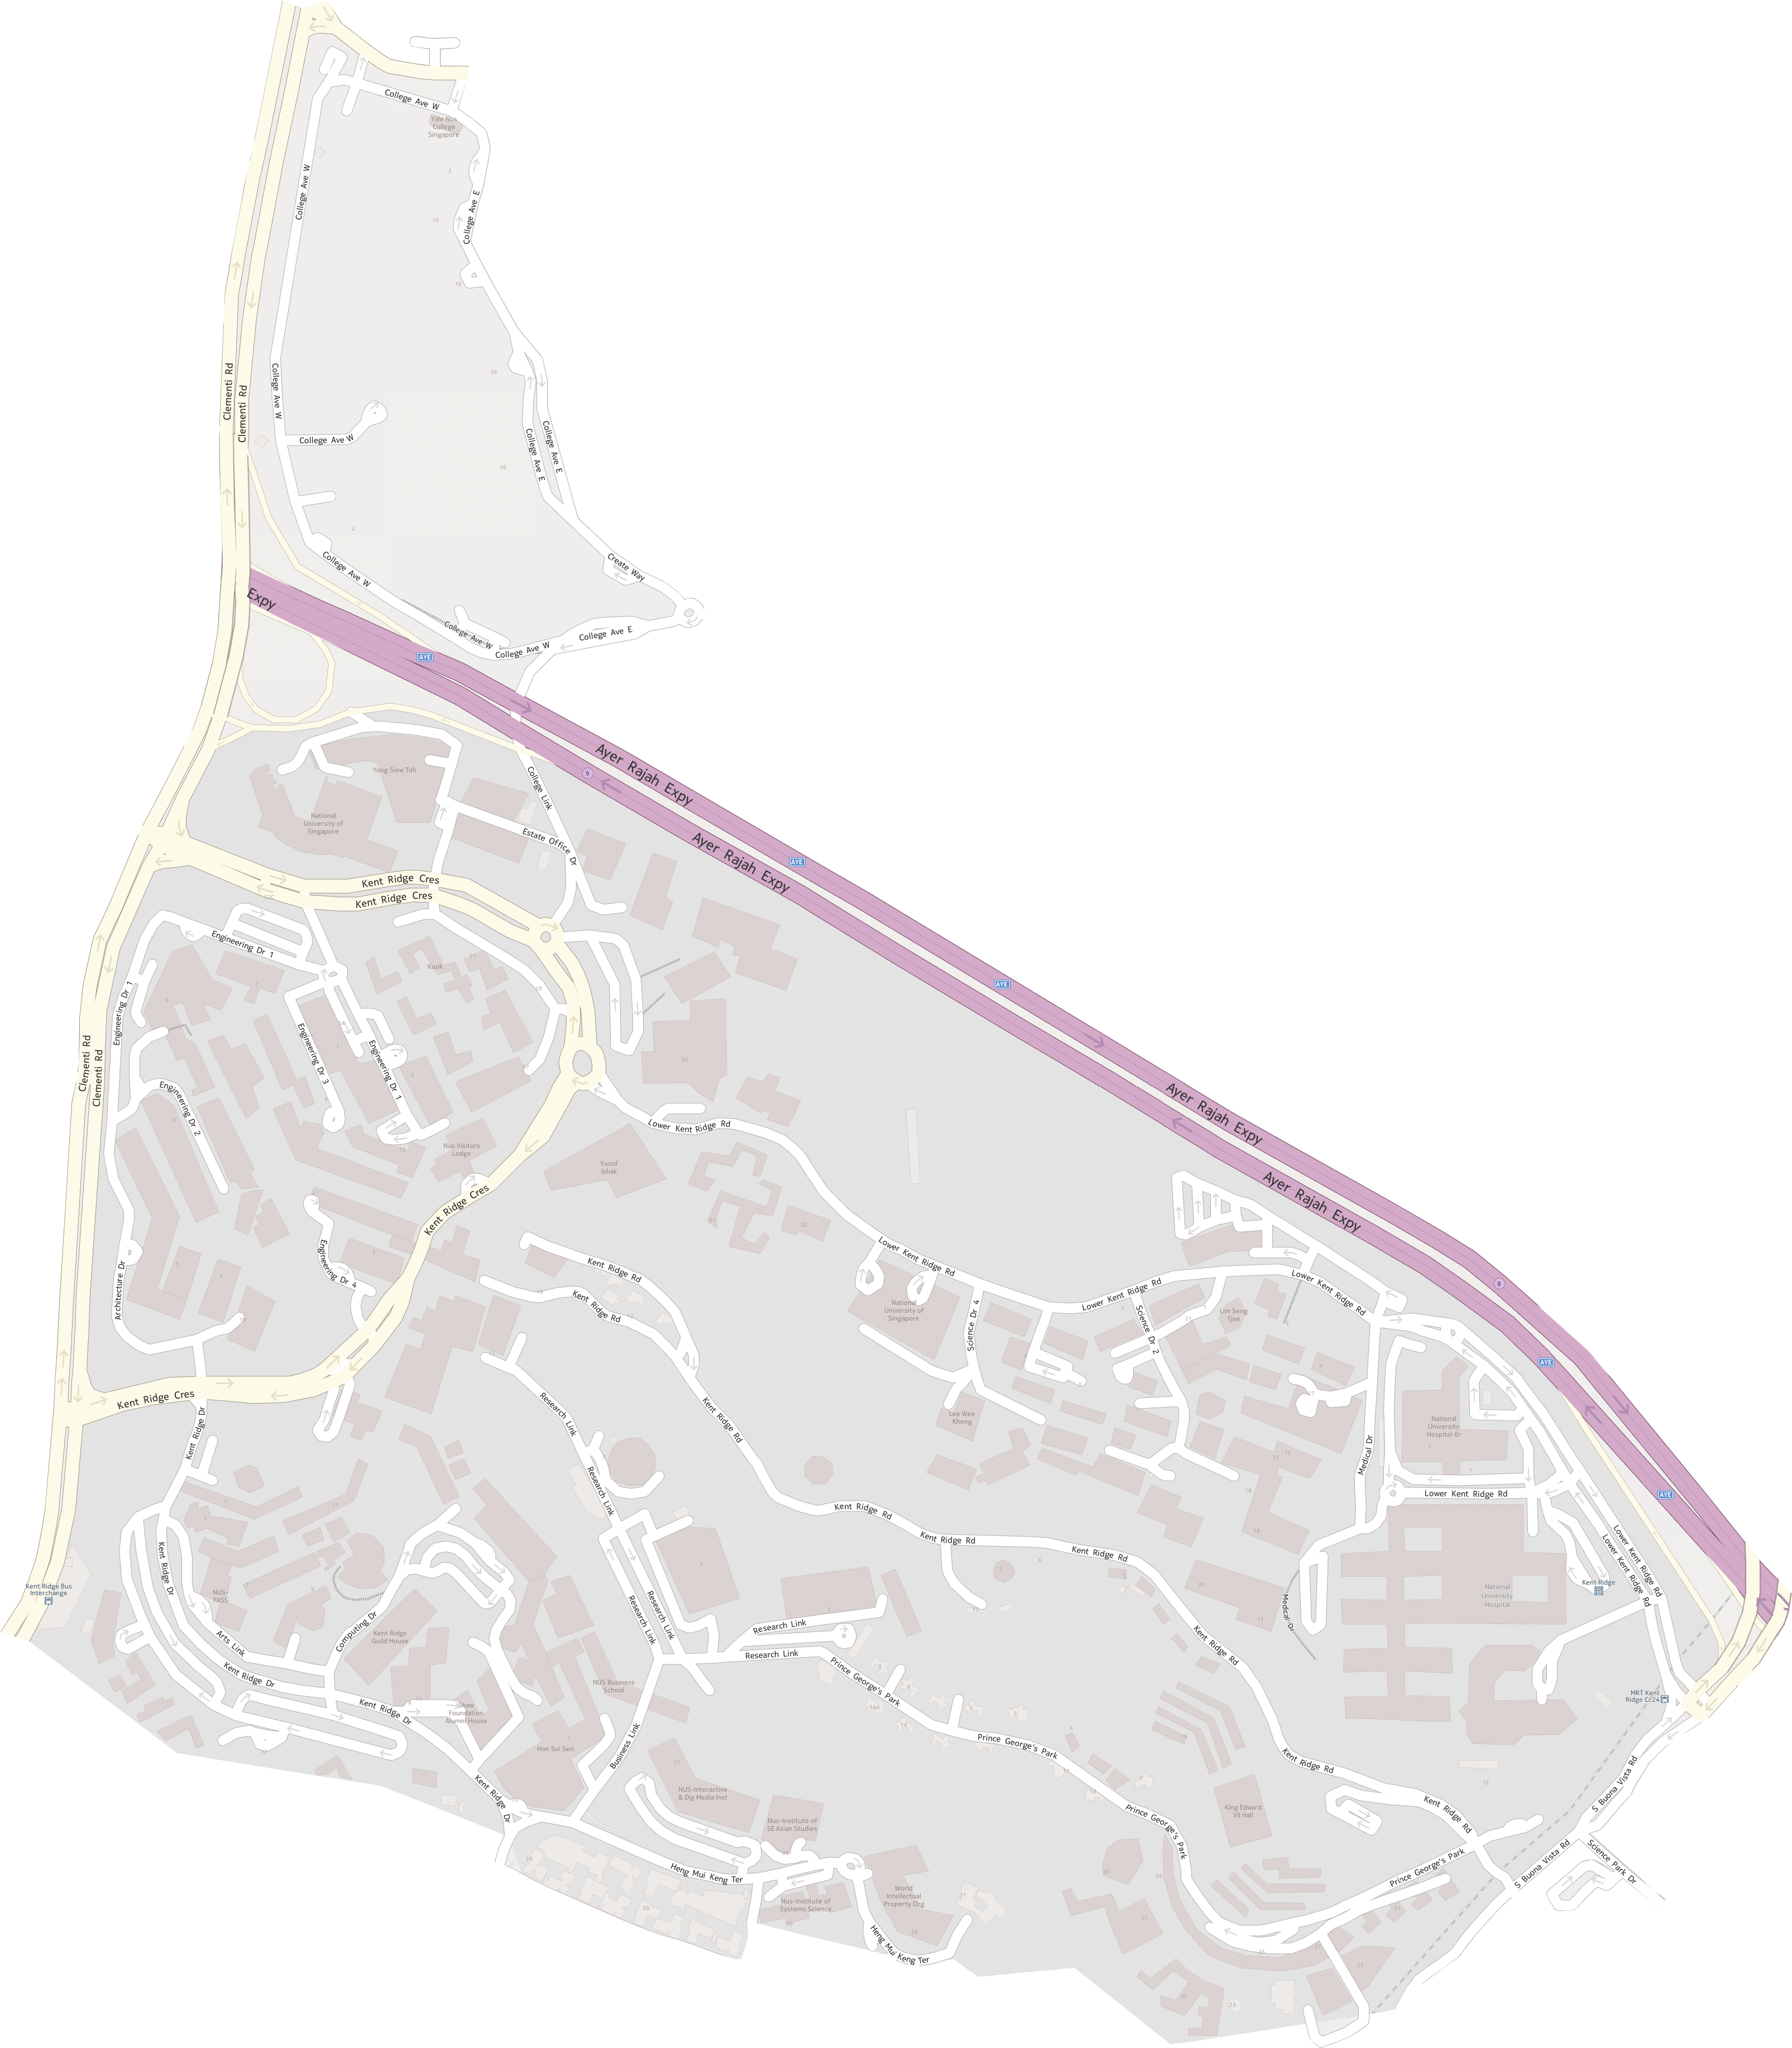 College Ave W
Yale-Nus
College
Singapore
2
College Ave W
10
College Ave E
15
Clementi Rd
Clementi Rd
College Ave W
28
College Ave W
College Ave E
College Ave E
36
2
College Ave W
Create Way
Expy
College Ave W
College Ave W
College Ave E
AYE
Ayer Rajah Expy
9
Yong Siew Toh
College Link
National
University of
Singapore
Estate Office Dr
Ayer Rajah Expy
AYE
Kent Ridge Cres
Kent Ridge Cres
Engineering Dr 1
Kuok
AYE
Engineering Dr 1
Engineering Dr 3
Engineering Dr 1
Clementi Rd
Clementi Rd
20
Engineering Dr 2
Lower Kent Ridge Rd
Ayer Rajah Expy
Nus Visitors
Lodge
Yusof
Ishak
Kent Ridge Cres
31
30
Ayer Rajah Expy
Architecture Dr
Engineering Dr 4
Kent Ridge Rd
Kent Ridge Rd
Lower Kent Ridge Rd
National
University of
Singapore
Science Dr 4
Lower Kent Ridge Rd
Science Dr 2
21
Lim Seng
Tjoe
Lower Kent Ridge Rd
8
AYE
Kent Ridge Cres
Kent Ridge Dr
Research Link
Kent Ridge Rd
Lee Wee
Kheng
Medical Dr
National
University
Hospital-Er
5
Research Link
Kent Ridge Rd
Kent Ridge Rd
Kent Ridge Rd
Lower Kent Ridge Rd
AYE
Lower Kent Ridge Rd
Lower Kent Ridge Rd
Kent Ridge Bus
Interchange
Kent Ridge Dr
NUS-
FASS
Arts Link
Computing Dr
Kent Ridge
Guild House
Research Link
Research Link
Research Link
Research Link
Medical Dr
Kent Ridge
National
University
Hospital
Kent Ridge Rd
Kent Ridge Dr
Kent Ridge Dr
Shaw
Foundation
Alumni House
NUS Business
School
Prince George's Park
MRT Kent
Ridge CC24
Hon Sui Sen
Business Link
Prince George's Park
Kent Ridge Rd
NUS-Interactive
& Dig Media Inst
Kent Ridge Dr
Nus-Institute of
SE Asian Studies
Prince George's Park
King Edward
VII Hall
Kent Ridge Rd
S Buona Vista Rd
Heng Mui Keng Ter
Nus-Institute of
Systems Science
World
Intellectual
Property Org
Prince George's Park
S Buona Vista Rd
Science Park Dr
Heng Mui Keng Ter